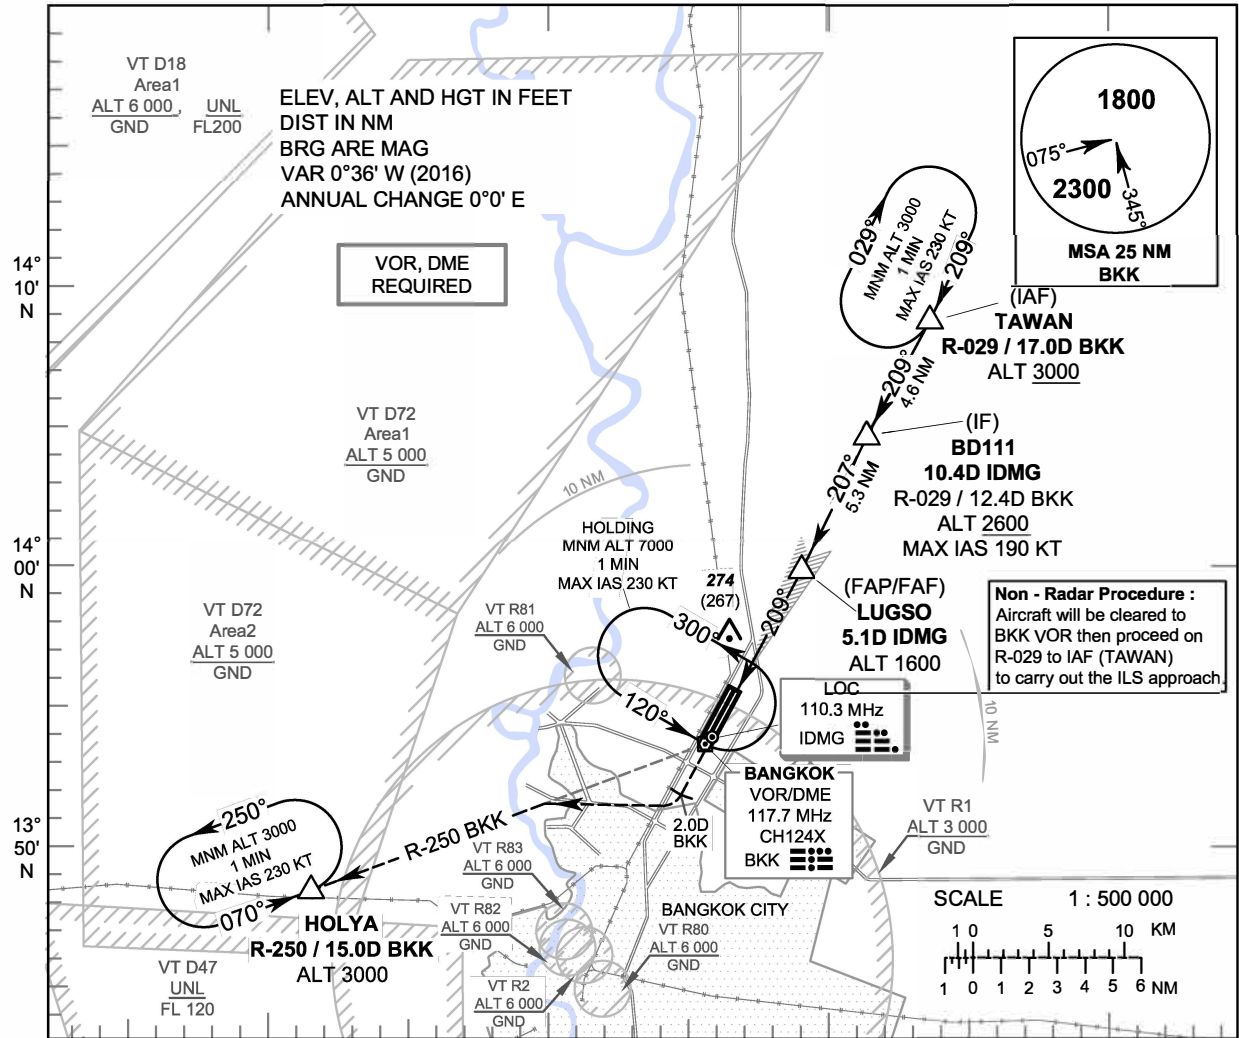 VT D18
Area1
ALT 6 000 UNL
GND FL200
ELEV, ALT AND HGT IN FEET
DIST IN NM
BRG ARE MAG
VAR 0°36' W (2016)
ANNUAL CHANGE 0°0' E
VOR, DME
REQUIRED
1800
075°
2300
345°
MSA 25 NM
BKK
14°
10'
N
029°
MNM ALT 3000
1 MIN
MAX IAS 230 KT
209°
(IAF)
TAWAN
R-029 / 17.0D BKK
ALT 3000
209°
4.6 NM
(IF)
BD111
10.4D IDMG
R-029 / 12.4D BKK
ALT 2600
MAX IAS 190 KT
207°
5.3 NM
VT D72
Area1
ALT 5 000
GND
10 NM
14°
00'
N
HOLDING
MNM ALT 7000
1 MIN
MAX IAS 230 KT
274
(267)
(FAP/FAF)
LUGSO
5.1D IDMG
ALT 1600
209°
Non - Radar Procedure :
Aircraft will be cleared to
BKK VOR then proceed on
R-029 to IAF (TAWAN)
to carry out the ILS approach.
VT D72
Area2
ALT 5 000
GND
VT R81
ALT 6 000
GND
300°
120°
LOC
110.3 MHz
IDMG
10 NM
BANGKOK
VOR/DME
117.7 MHz
CH124X
BKK
2.0D
BKK
VT R1
ALT 3 000
GND
13°
50'
N
250°
MNM ALT 3000
1 MIN
MAX IAS 230 KT
070°
R-250 BKK
HOLYA
R-250 / 15.0D BKK
ALT 3000
VT R83
ALT 6 000
GND
VT R82
ALT 6 000
GND
VT R2
ALT 6 000
GND
BANGKOK CITY
VT R80
ALT 6 000
GND
VT D47
UNL
FL 120
SCALE 1 : 500 000
1 0 5 10 KM
1 0 1 2 3 4 5 6 NM